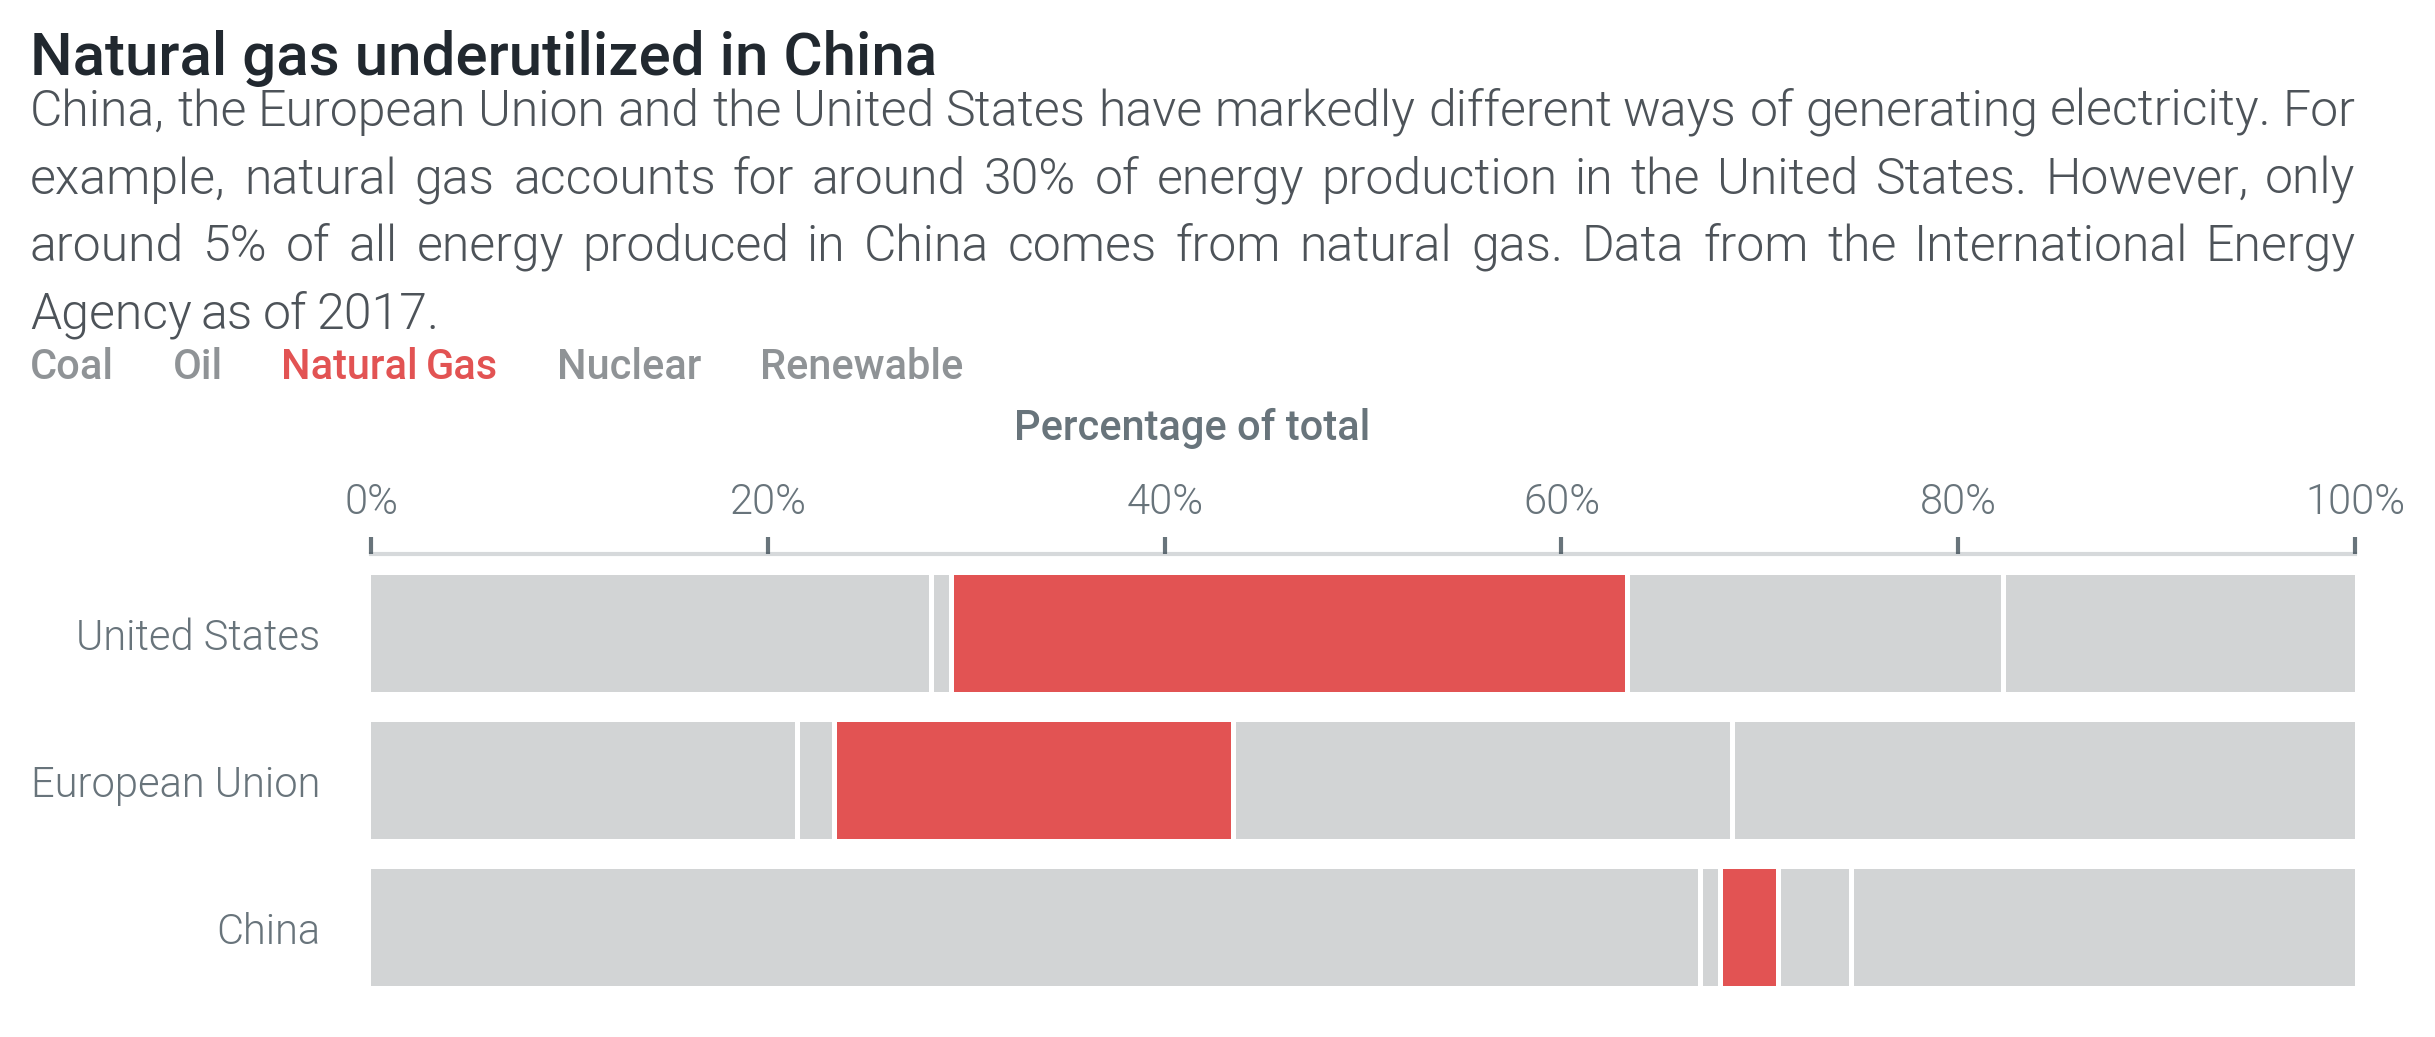 Natural gas underutilized in China
China, the European Union and the United States have markedly different ways of generating electricity. For
example, natural gas accounts for around 30% of energy production in the United States. However, only
around 5% of all energy produced in China comes from natural gas. Data from the International Energy
Agency as of 2017.
Coal Oil Natural Gas Nuclear Renewable
Percentage of total
0% 20% 40% 60% 80% 100%
United States
European Union
China